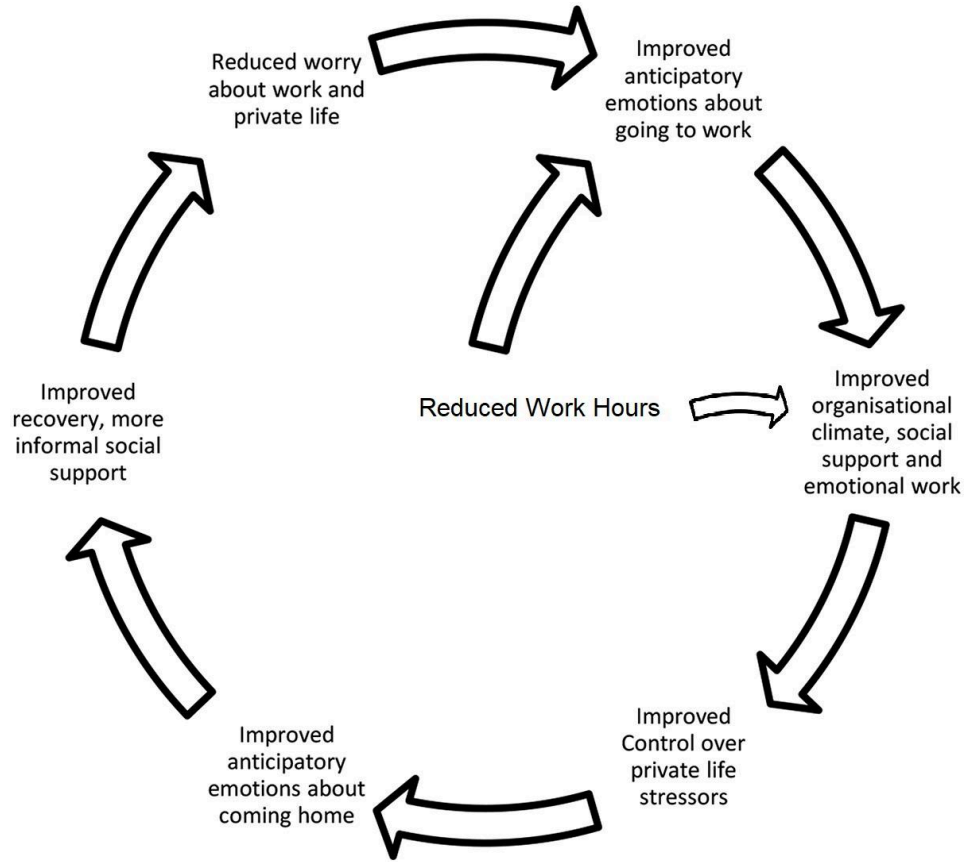 Reduced worry
about work and
private life
Improved
anticipatory
emotions about
going to work
Improved
recovery, more
informal social
support
Reduced Work Hours
Improved
organisational
climate, social
support and
emotional work
Improved
anticipatory
emotions about
coming home
Improved
Control over
private life
stressors